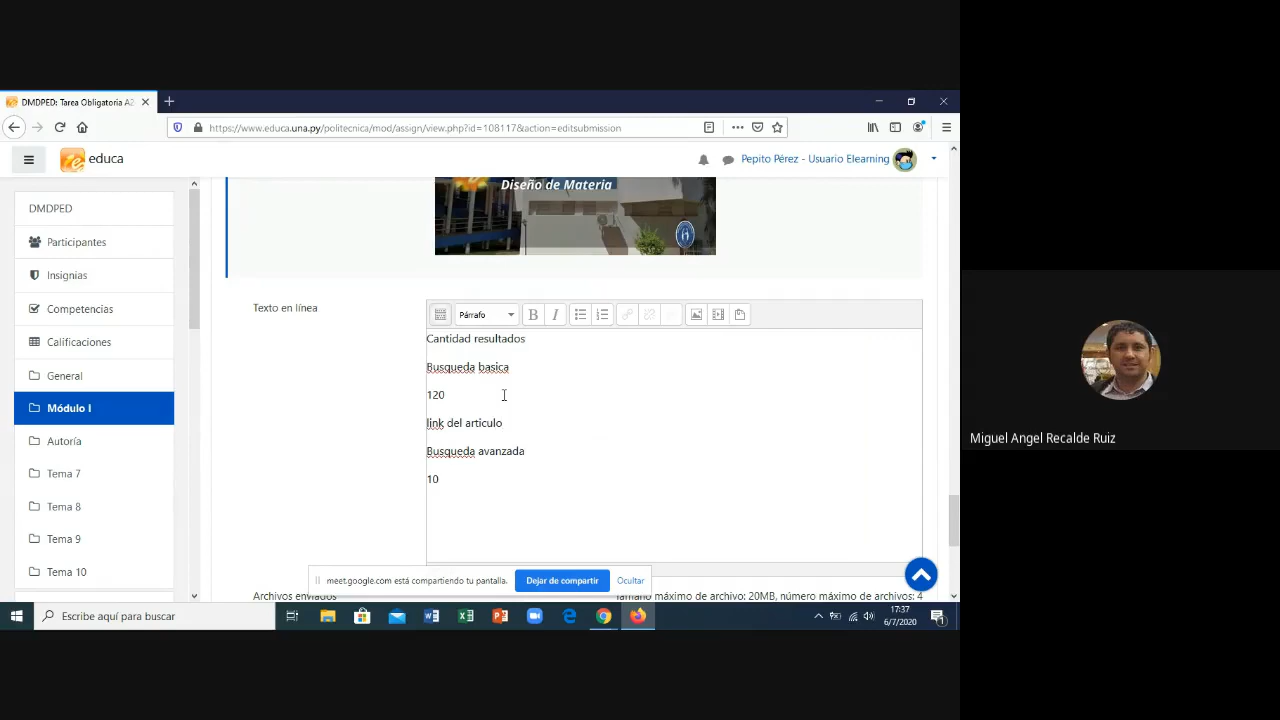 DMDPED: Tarea Obligatoria A2
https://www.educa.una.py/politecnica/mod/assign/view.php?id=108117&action=editsubmission
educa
Pepito Pérez - Usuario Elearning
DMDPED
Participantes
Insignias
Competencias
Calificaciones
General
Módulo I
Autoría
Tema 7
Tema 8
Tema 9
Tema 10
Diseño de Materia
Texto en línea
Párrafo
B I
Cantidad resultados
Busqueda basica
120
link del articulo
Busqueda avanzada
10
meet.google.com está compartiendo tu pantalla.
Dejar de compartir
Ocultar
Archivos enviados
Tamaño máximo de archivo: 20MB, número máximo de archivos: 4
Escribe aquí para buscar
17:37
6/7/2020
Miguel Angel Recalde Ruiz